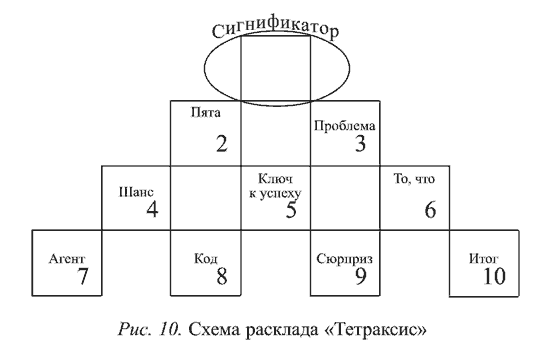 Сигнификатор
Пята
2
Проблема
3
Шанс
4
Ключ
к успеху
5
То, что
6
Агент
7
Код
8
Сюрприз
9
Итог
10
Рис. 10. Схема расклада «Тетраксис»